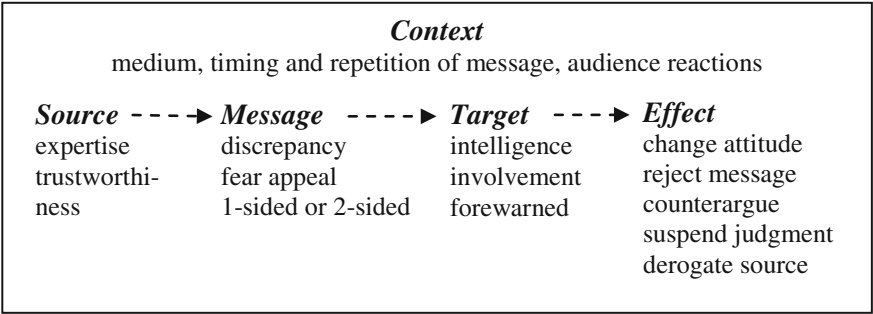 Context
medium, timing and repetition of message, audience reactions
Source Message Target Effect
expertise discrepancy intelligence change attitude
trustworthi- fear appeal involvement reject message
ness 1-sided or 2-sided forewarned counterargue
suspend judgment
derogate source